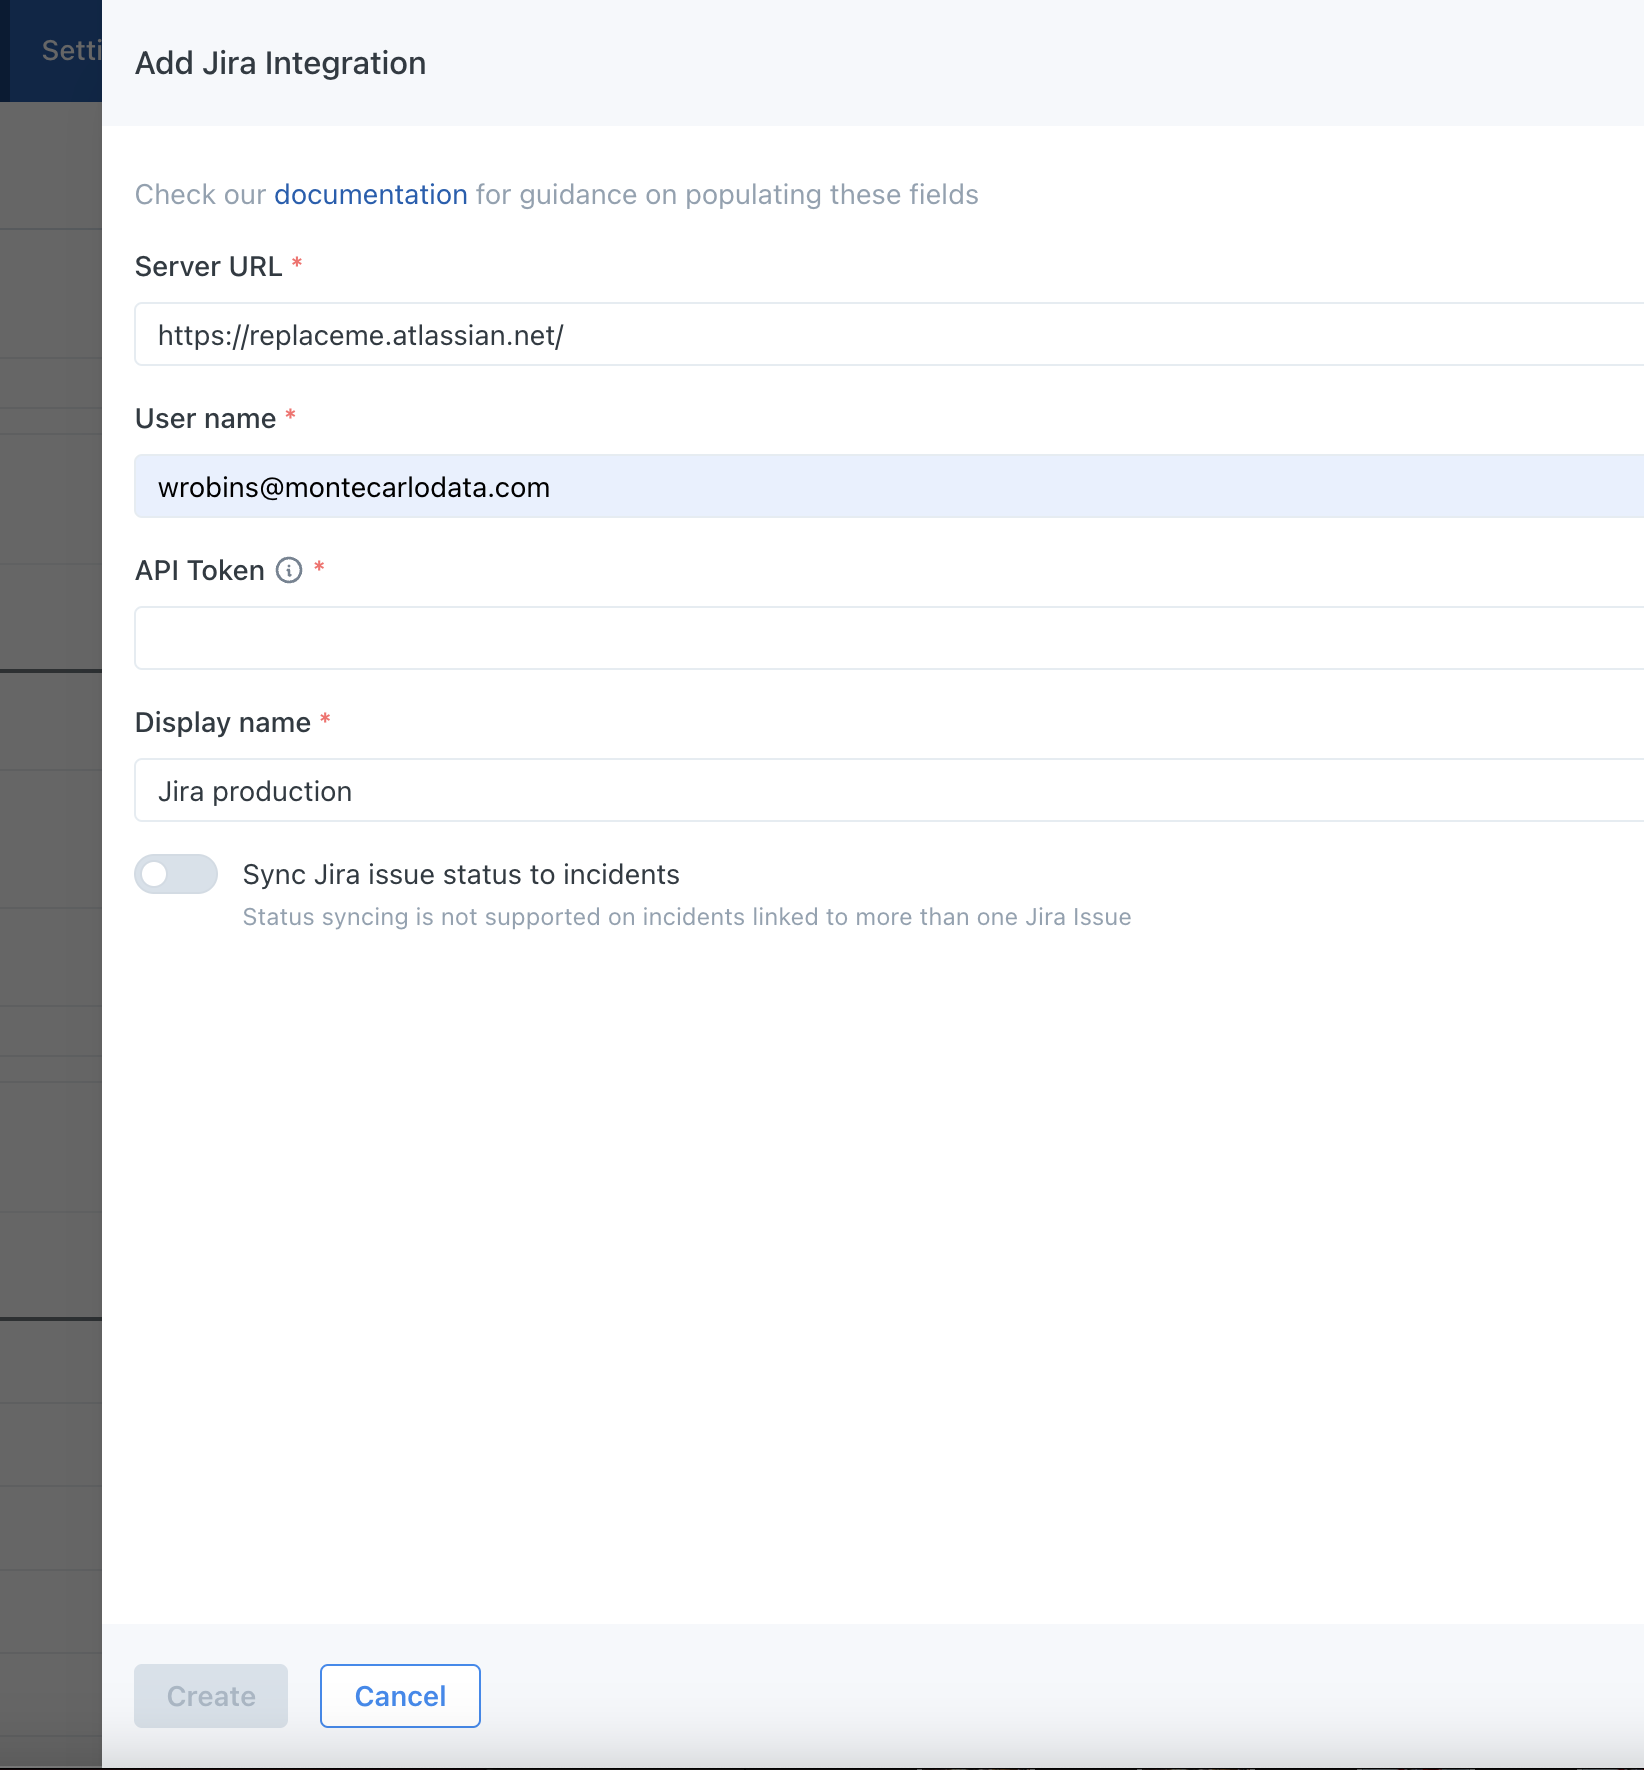 Setti
Add Jira Integration
Check our documentation for guidance on populating these fields
Server URL *
https://replaceme.atlassian.net/
User name *
wrobins@montecarlodata.com
API Token *
Display name *
Jira production
Sync Jira issue status to incidents
Status syncing is not supported on incidents linked to more than one Jira Issue
Create Cancel